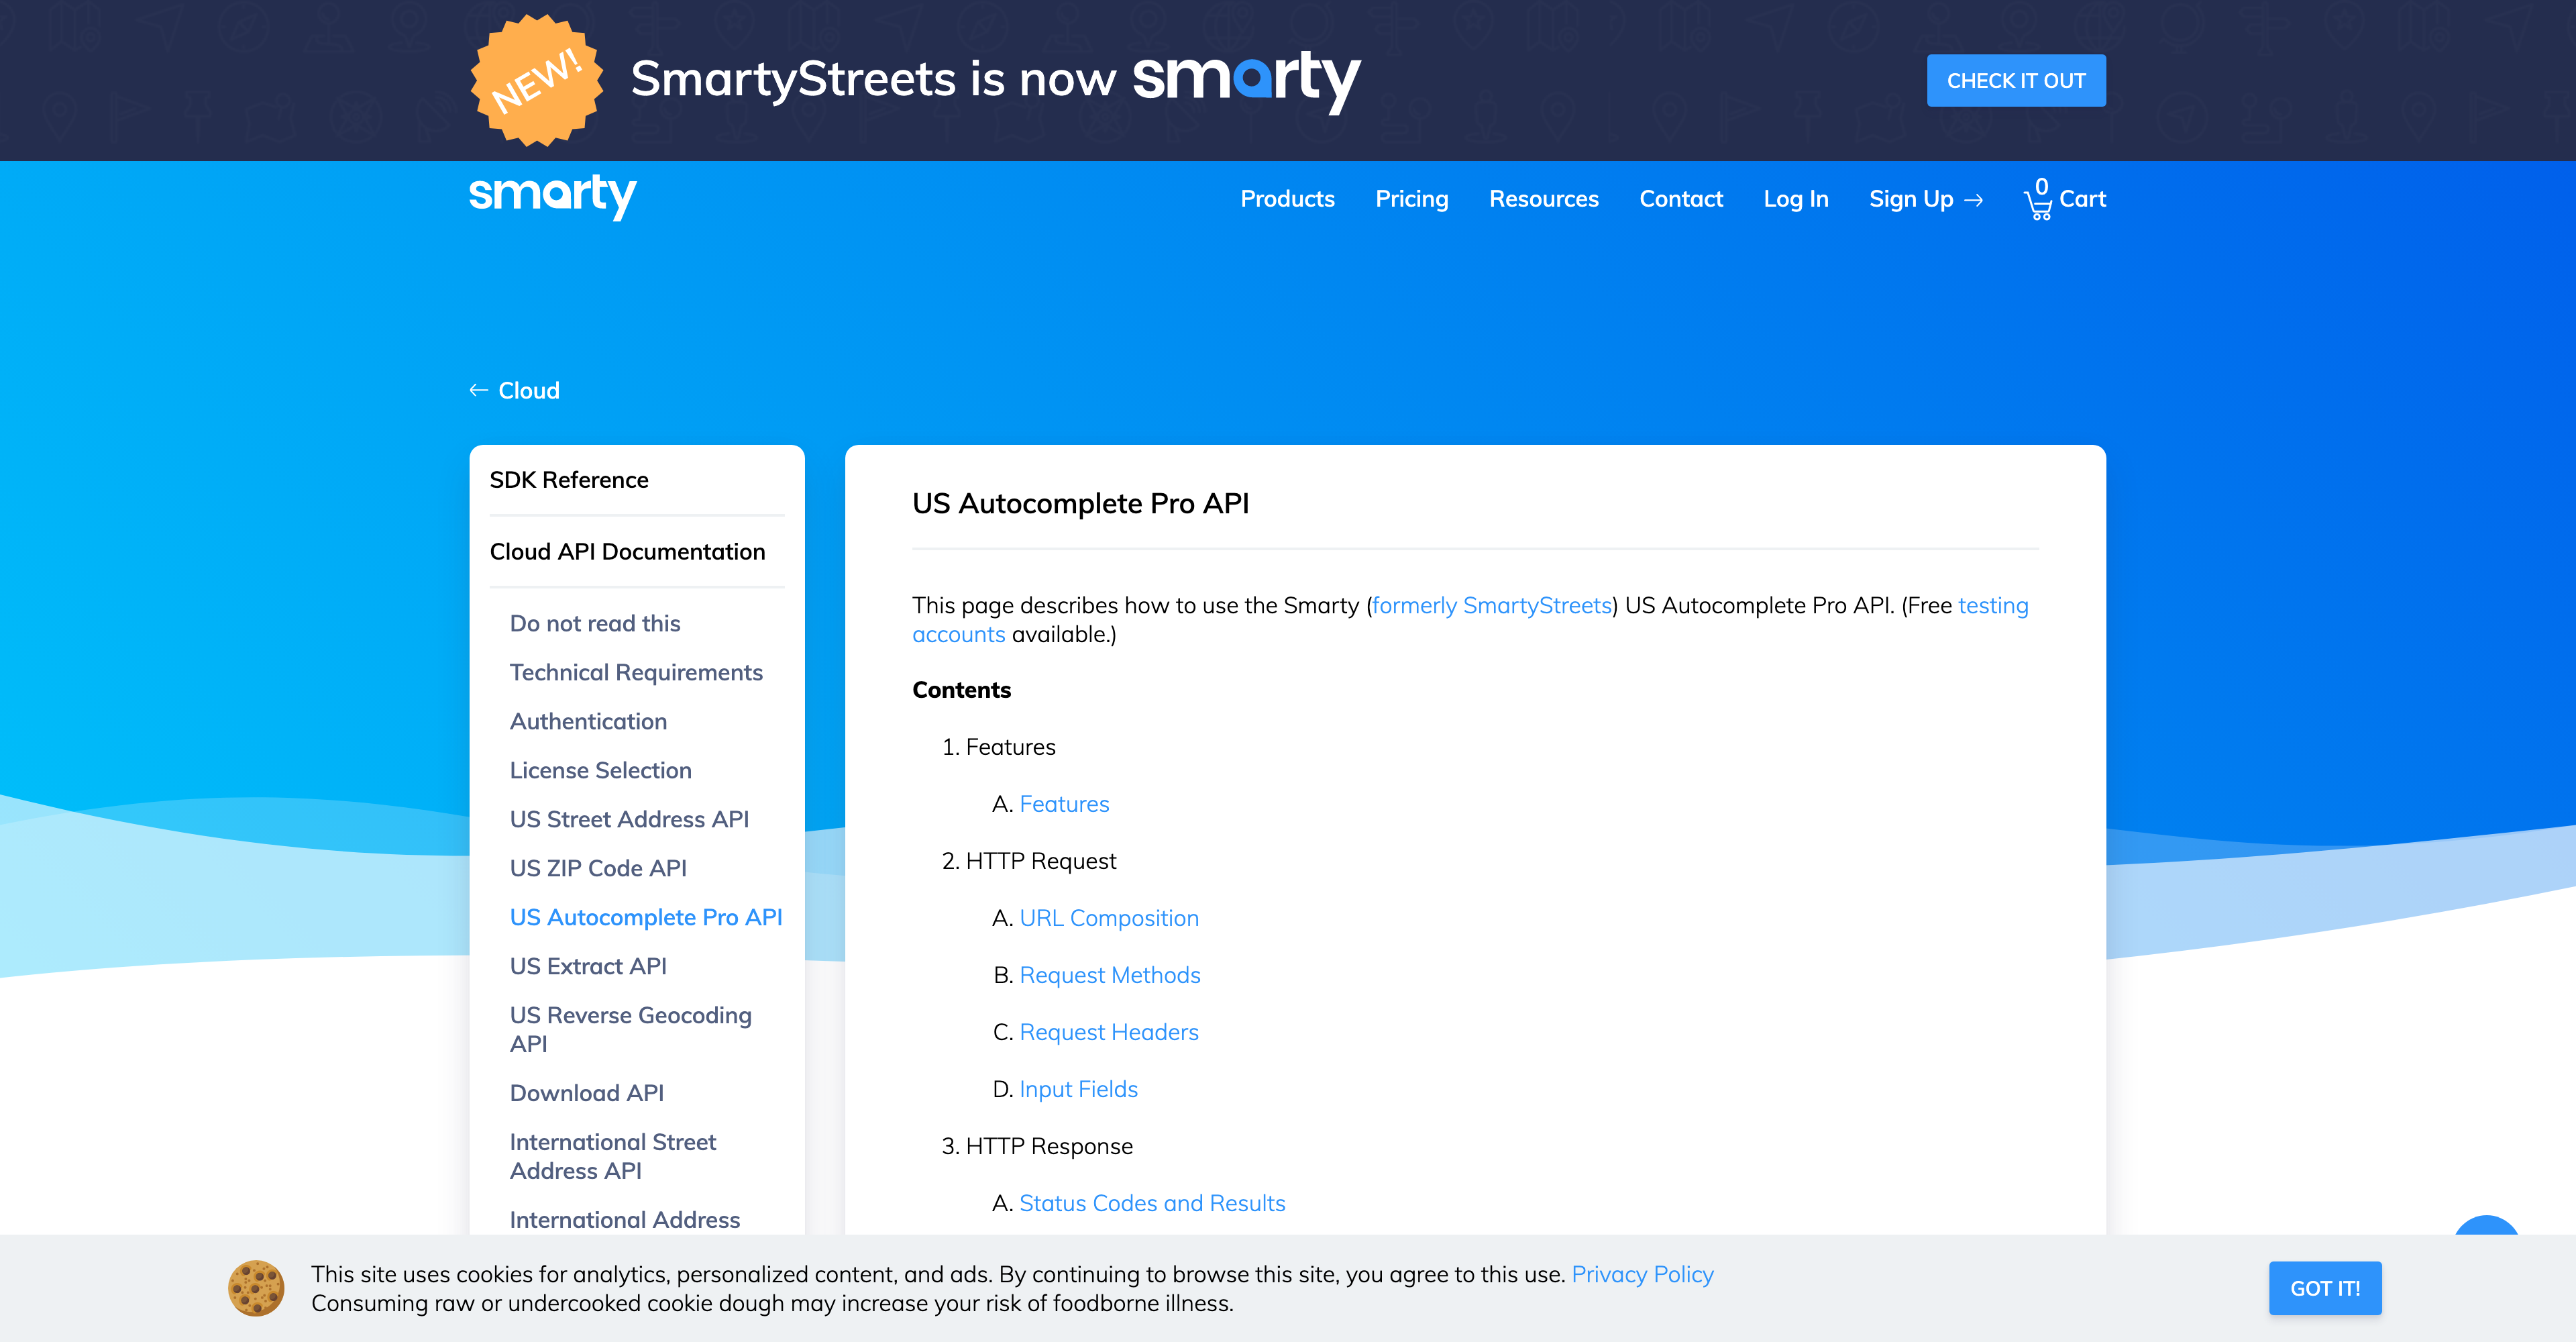 NEW!
SmartyStreets is now smarty
CHECK IT OUT
smarty
Products
Pricing
Resources
Contact
Log In
Sign Up →
0
Cart
← Cloud
SDK Reference
Cloud API Documentation
Do not read this
Technical Requirements
Authentication
License Selection
US Street Address API
US ZIP Code API
US Autocomplete Pro API
US Extract API
US Reverse Geocoding
API
Download API
International Street
Address API
International Address
US Autocomplete Pro API
This page describes how to use the Smarty (formerly SmartyStreets) US Autocomplete Pro API. (Free testing
accounts available.)
Contents
1. Features
A. Features
2. HTTP Request
A. URL Composition
B. Request Methods
C. Request Headers
D. Input Fields
3. HTTP Response
A. Status Codes and Results
This site uses cookies for analytics, personalized content, and ads. By continuing to browse this site, you agree to this use. Privacy Policy
Consuming raw or undercooked cookie dough may increase your risk of foodborne illness.
GOT IT!